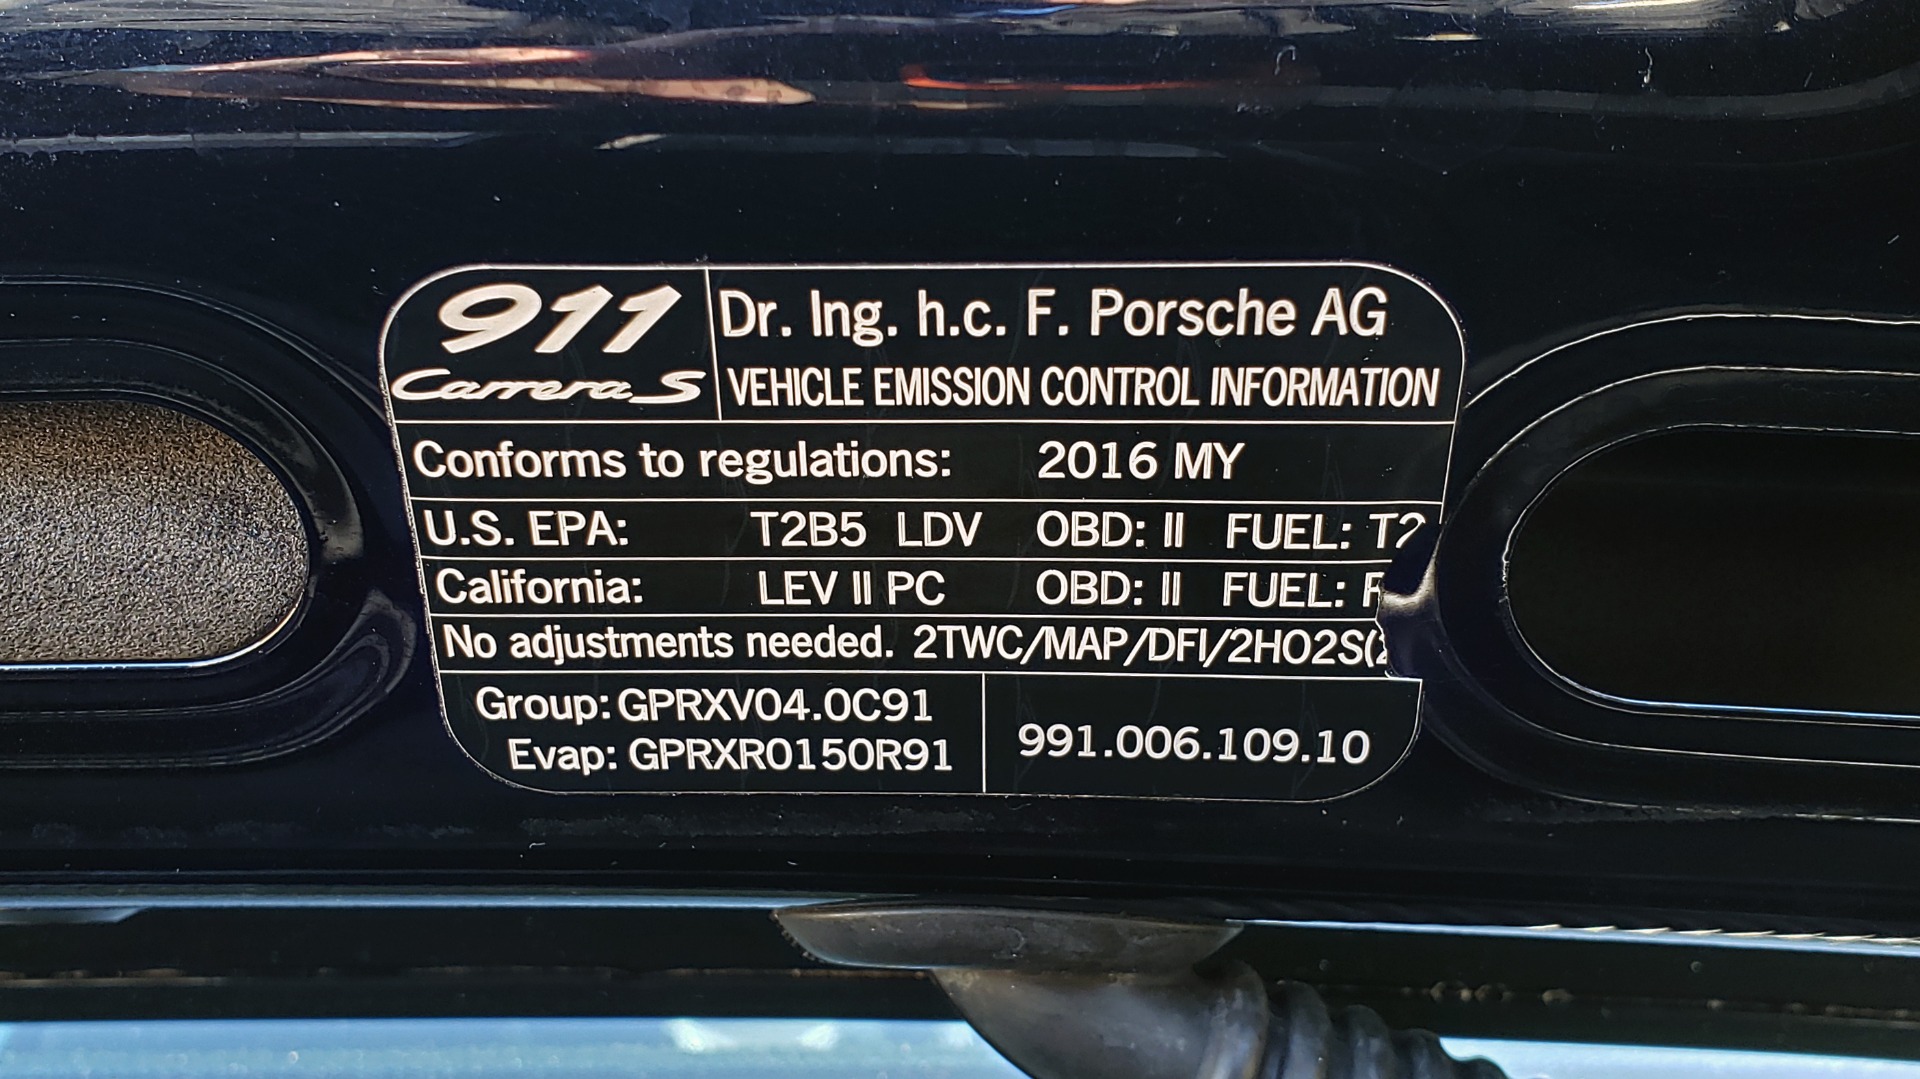 911
Carrera S
Dr. Ing. h.c. F. Porsche AG
VEHICLE EMISSION CONTROL INFORMATION
Conforms to regulations: 2016 MY
U.S. EPA: T2B5 LDV OBD: II FUEL: T2
California: LEV II PC OBD: II FUEL:
No adjustments needed. 2TWC/MAP/DFI/2HO2S(2
Group: GPRXV04.0C91
Evap: GPRXR0150R91
991.006.109.10